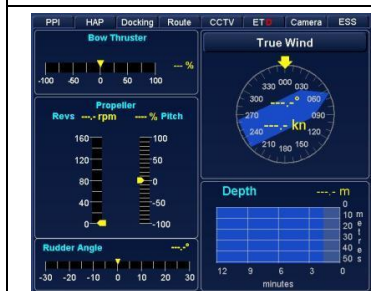 PPI HAP Docking Route CCTV ETD Camera ESS
Bow Thruster
--- %
-100 -50 0 50 100
Propeller
Revs ---.- rpm ---- % Pitch
160 100
120 50
80 0
40 -50
0 -100
Rudder Angle ---.-°
-30 -20 -10 0 10 20 30
True Wind
000 030 060 090 120 150 180 210 240 270 300 330
---.-°
---.- kn
Depth ---.- m
0
10
20
30
40
50
metres
12 9 6 3 0
minutes